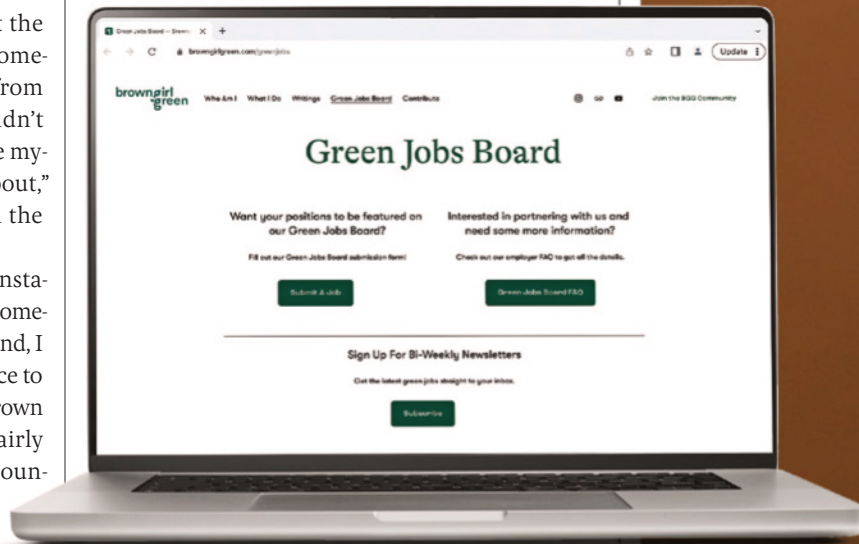 t the
ome-
from
dn't
e my-
out,"
the
nsta-
ome-
nd, I
ce to
rown
airly
oun-
Green Jobs Board – Brown
browngirlgreen.com/greenjobs
Update
browngirl
green
Who Am I What I Do Writings Green Jobs Board Contribute Join the BGG Community
Green Jobs Board
Want your positions to be featured on
our Green Jobs Board?
Fill out our Green Jobs Board submission form!
Submit A Job
Interested in partnering with us and
need some more information?
Check out our employer FAQ to get all the details.
Green Jobs Board FAQ
Sign Up For Bi-Weekly Newsletters
Get the latest green jobs straight to your inbox.
Subscribe